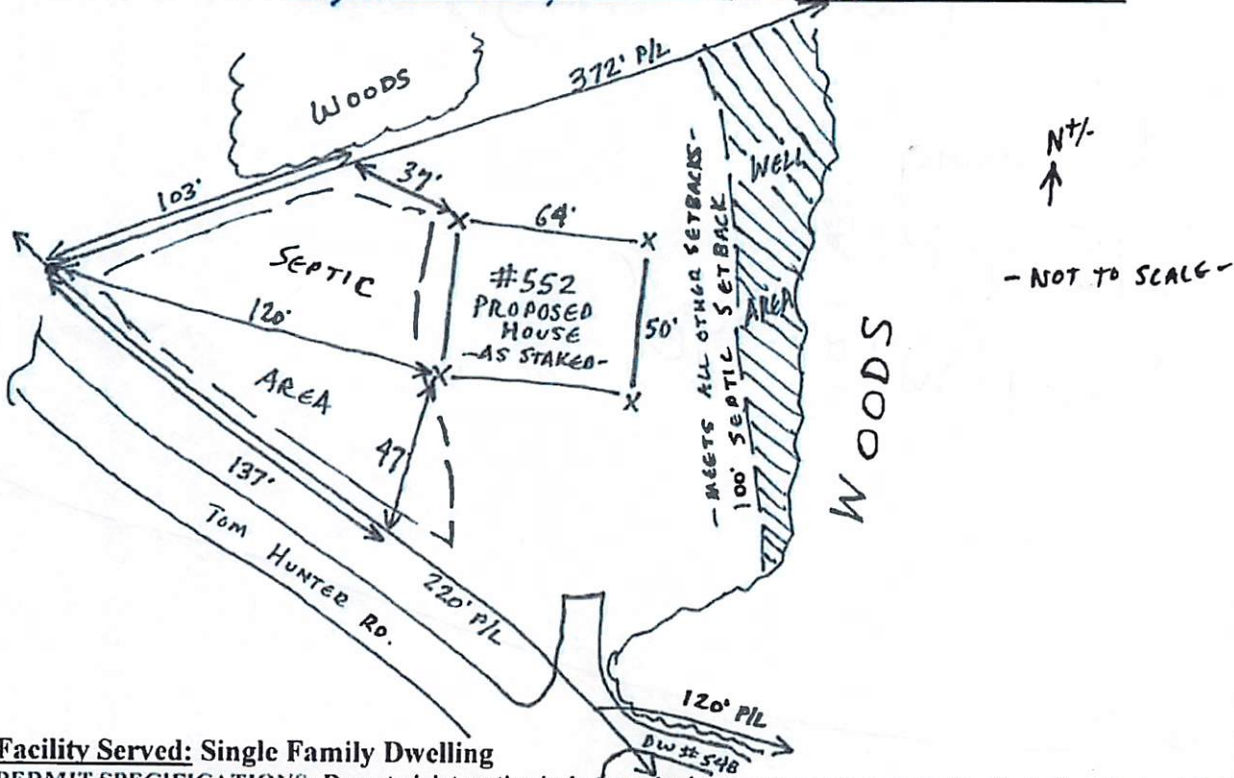 372' P/L
WOODS
N+/-
103'
37'
64'
WELL
- NOT TO SCALE -
SEPTIC
#552
PROPOSED
HOUSE
-AS STAKED-
120'
50'
-MEETS ALL OTHER SETBACKS-
100' SEPTIC SETBACK
AREA
WOODS
AREA
47'
137'
TOM HUNTER RD.
220' P/L
120' P/L
DW # 548
Facility Served: Single Family Dwelling